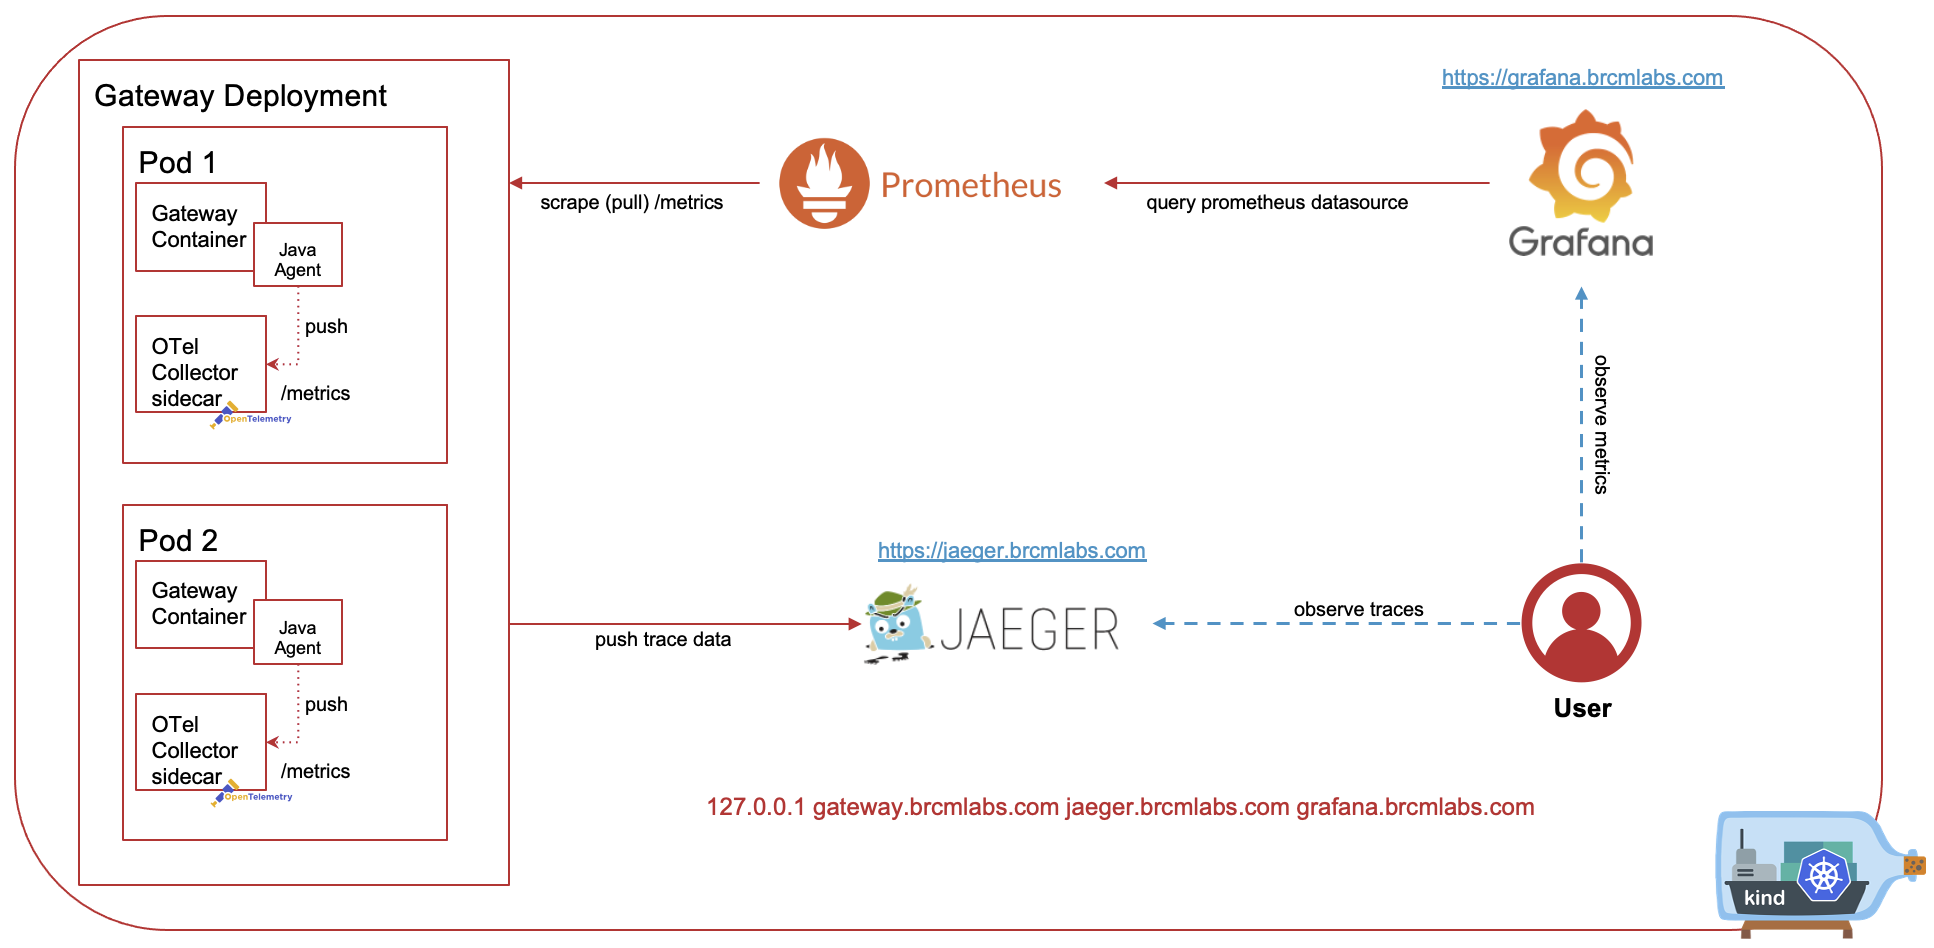 Gateway Deployment
Pod 1
Gateway
Container
Java
Agent
push
OTel
Collector
sidecar
/metrics
OpenTelemetry
Pod 2
Gateway
Container
Java
Agent
push
OTel
Collector
sidecar
/metrics
OpenTelemetry
scrape (pull) /metrics
Prometheus
query prometheus datasource
https://grafana.brcmlabs.com
Grafana
observe metrics
https://jaeger.brcmlabs.com
JAEGER
push trace data
observe traces
User
127.0.0.1 gateway.brcmlabs.com jaeger.brcmlabs.com grafana.brcmlabs.com
kind